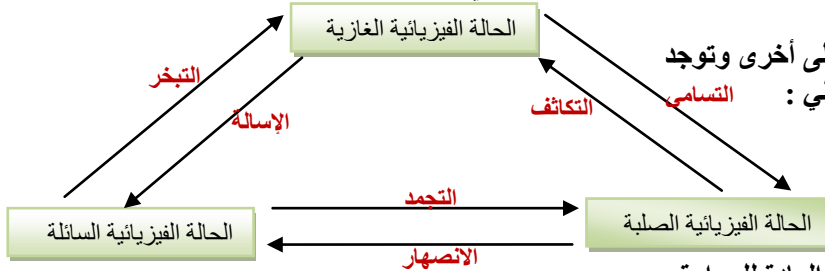 الحالة الفيزيائية الغازية
لى أخرى وتوجد
التبخر
التسامي
التكاثف
الإسالة
التجمد
الحالة الفيزيائية الصلبة
الحالة الفيزيائية السائلة
الانصهار